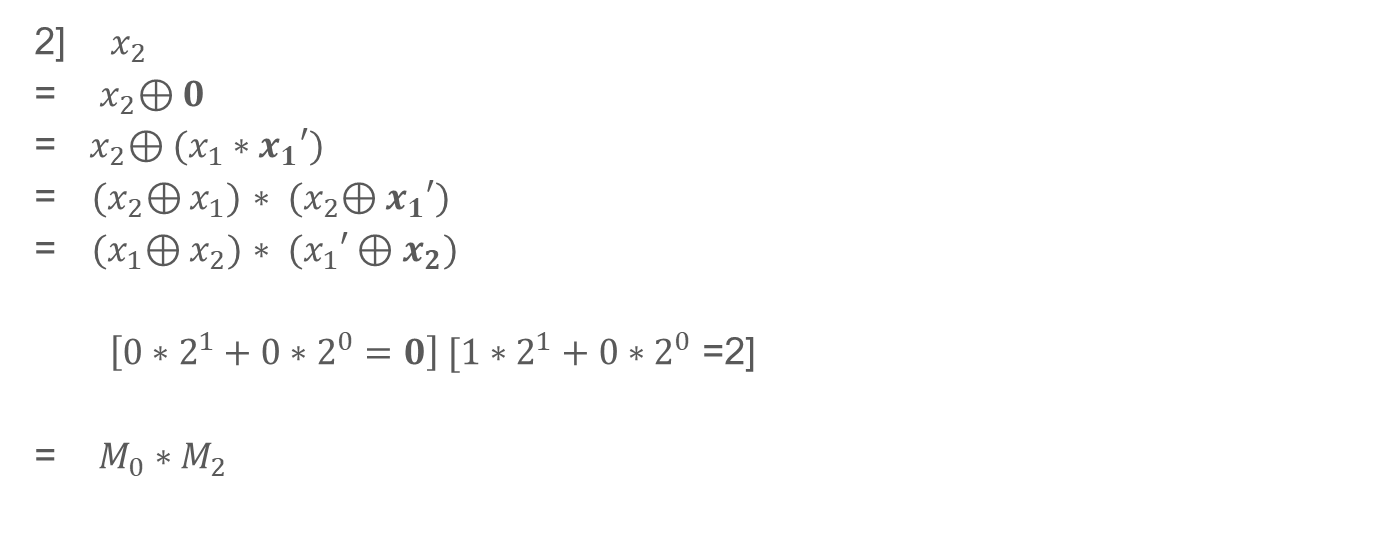 2] x₂
= x₂ ⊕ 0
= x₂ ⊕ (x₁ * x₁′)
= (x₂ ⊕ x₁) * (x₂ ⊕ x₁′)
= (x₁ ⊕ x₂) * (x₁′ ⊕ x₂)
[0 * 2¹ + 0 * 2⁰ = 0] [1 * 2¹ + 0 * 2⁰ =2]
= M₀ * M₂